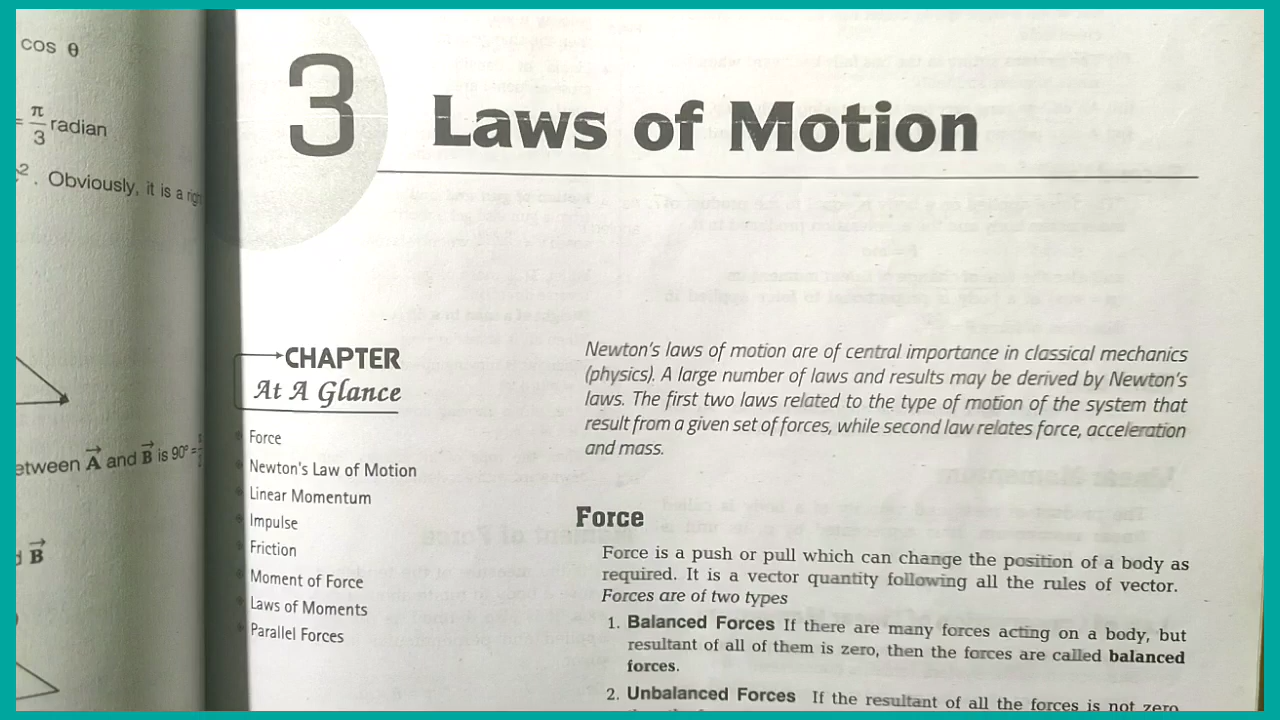 cos θ
= π/3 radian
2. Obviously, it is a
etween A⃗ and B⃗ is 90° =
B⃗
3 Laws of Motion
CHAPTER
At A Glance
Force
Newton's Law of Motion
Linear Momentum
Impulse
Friction
Moment of Force
Laws of Moments
Parallel Forces
Newton's laws of motion are of central importance in classical mechanics
(physics). A large number of laws and results may be derived by Newton's
laws. The first two laws related to the type of motion of the system that
result from a given set of forces, while second law relates force, acceleration
and mass.
Force
Force is a push or pull which can change the position of a body as
required. It is a vector quantity following all the rules of vector.
Forces are of two types
1. Balanced Forces If there are many forces acting on a body, but
resultant of all of them is zero, then the forces are called balanced
forces.
2. Unbalanced Forces If the resultant of all the forces is not zero